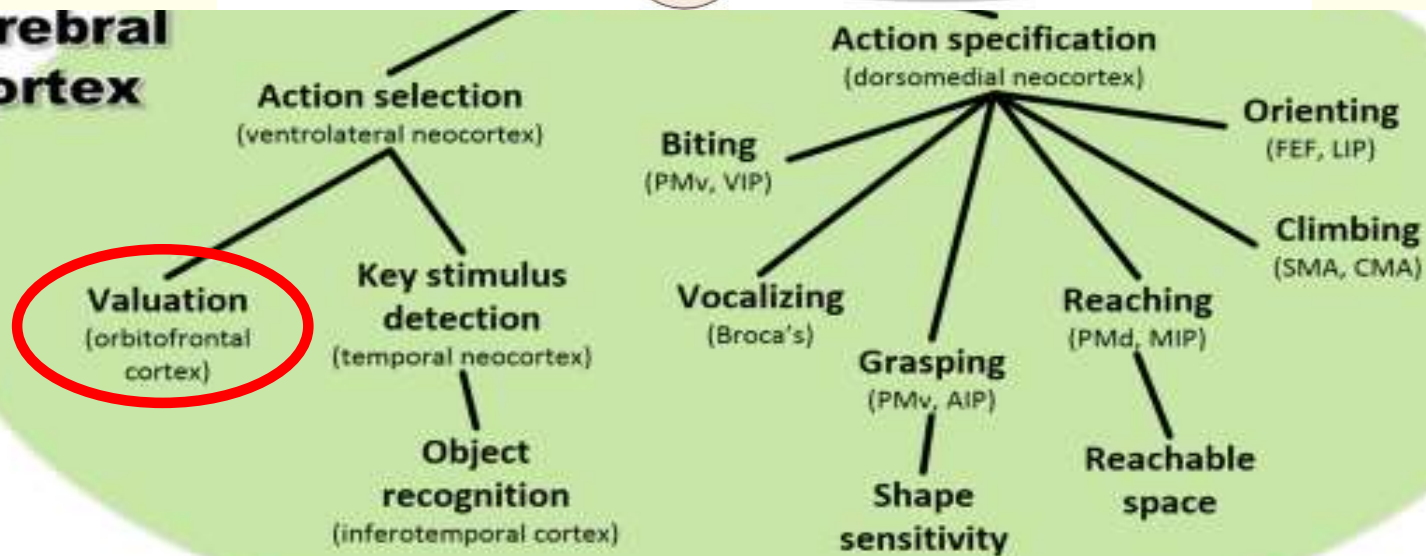 rebral
ortex
Action selection
(ventrolateral neocortex)
Valuation
(orbitofrontal
cortex)
Key stimulus
detection
(temporal neocortex)
Object
recognition
(inferotemporal cortex)
Action specification
(dorsomedial neocortex)
Biting
(PMv, VIP)
Vocalizing
(Broca's)
Grasping
(PMv, AIP)
Shape
sensitivity
Reaching
(PMd, MIP)
Reachable
space
Climbing
(SMA, CMA)
Orienting
(FEF, LIP)